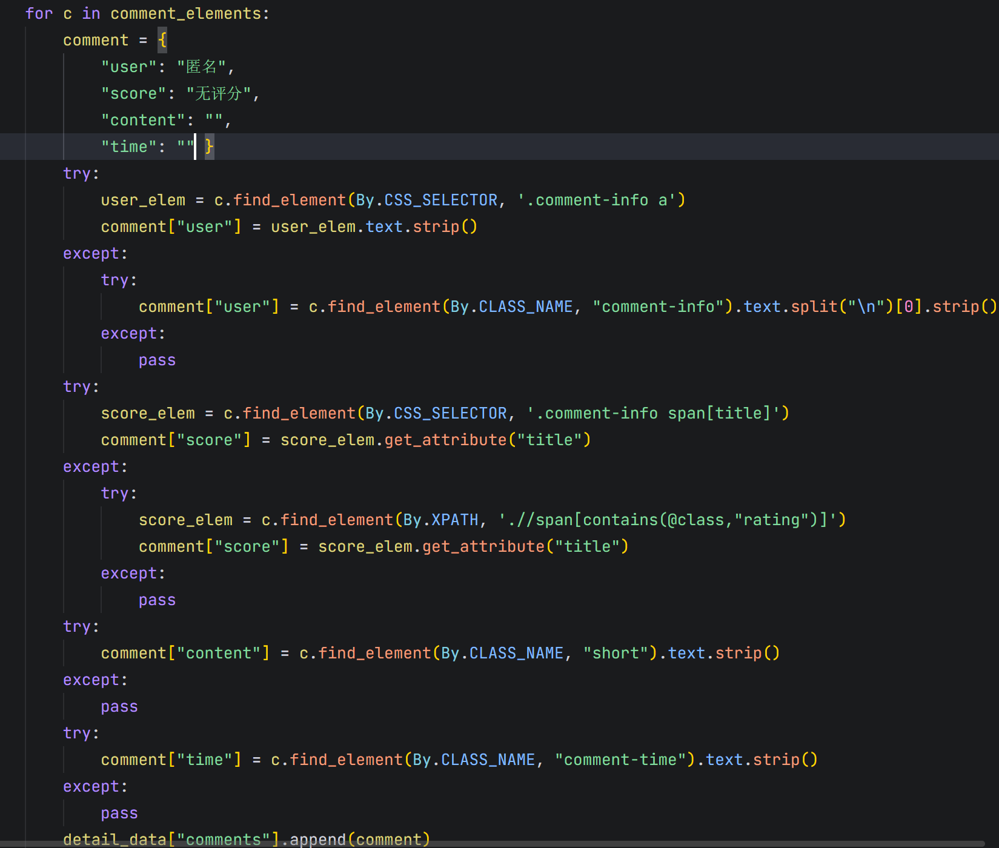 for c in comment_elements:
    comment = {
        "user": "匿名",
        "score": "无评分",
        "content": "",
        "time": "" }
    try:
        user_elem = c.find_element(By.CSS_SELECTOR, '.comment-info a')
        comment["user"] = user_elem.text.strip()
    except:
        try:
            comment["user"] = c.find_element(By.CLASS_NAME, "comment-info").text.split("\n")[0].strip()
        except:
            pass
    try:
        score_elem = c.find_element(By.CSS_SELECTOR, '.comment-info span[title]')
        comment["score"] = score_elem.get_attribute("title")
    except:
        try:
            score_elem = c.find_element(By.XPATH, './/span[contains(@class,"rating")]')
            comment["score"] = score_elem.get_attribute("title")
        except:
            pass
    try:
        comment["content"] = c.find_element(By.CLASS_NAME, "short").text.strip()
    except:
        pass
    try:
        comment["time"] = c.find_element(By.CLASS_NAME, "comment-time").text.strip()
    except:
        pass
    detail_data["comments"].append(comment)